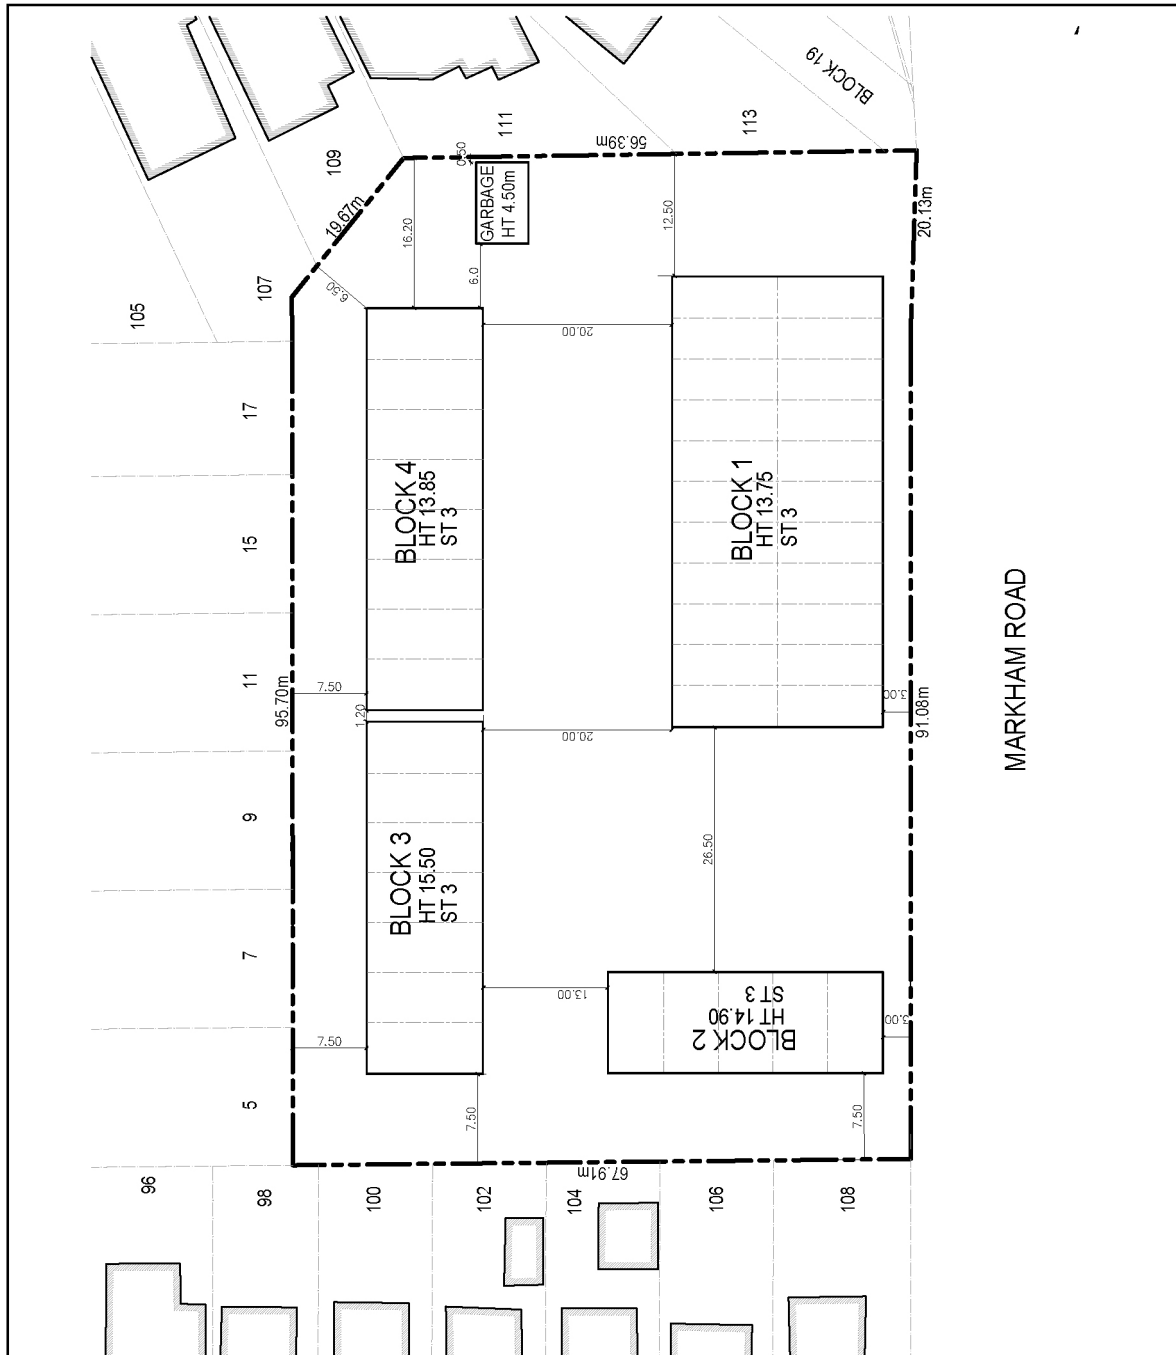 BLOCK 19
111
113
109
56.39m
0.50
GARBAGE
HT 4.50m
19.67m
16.20
12.50
20.13m
107
6.50
6.0
105
20.00
17
BLOCK 4
HT 13.85
ST 3
BLOCK 1
HT 13.75
ST 3
15
11
95.70m
7.50
1.20
3.00
91.08m
MARKHAM ROAD
20.00
9
BLOCK 3
HT 15.50
ST 3
26.50
7
13.00
BLOCK 2
HT 14.90
ST 3
3.00
7.50
5
7.50
7.50
67.91m
96
98
100
102
104
106
108